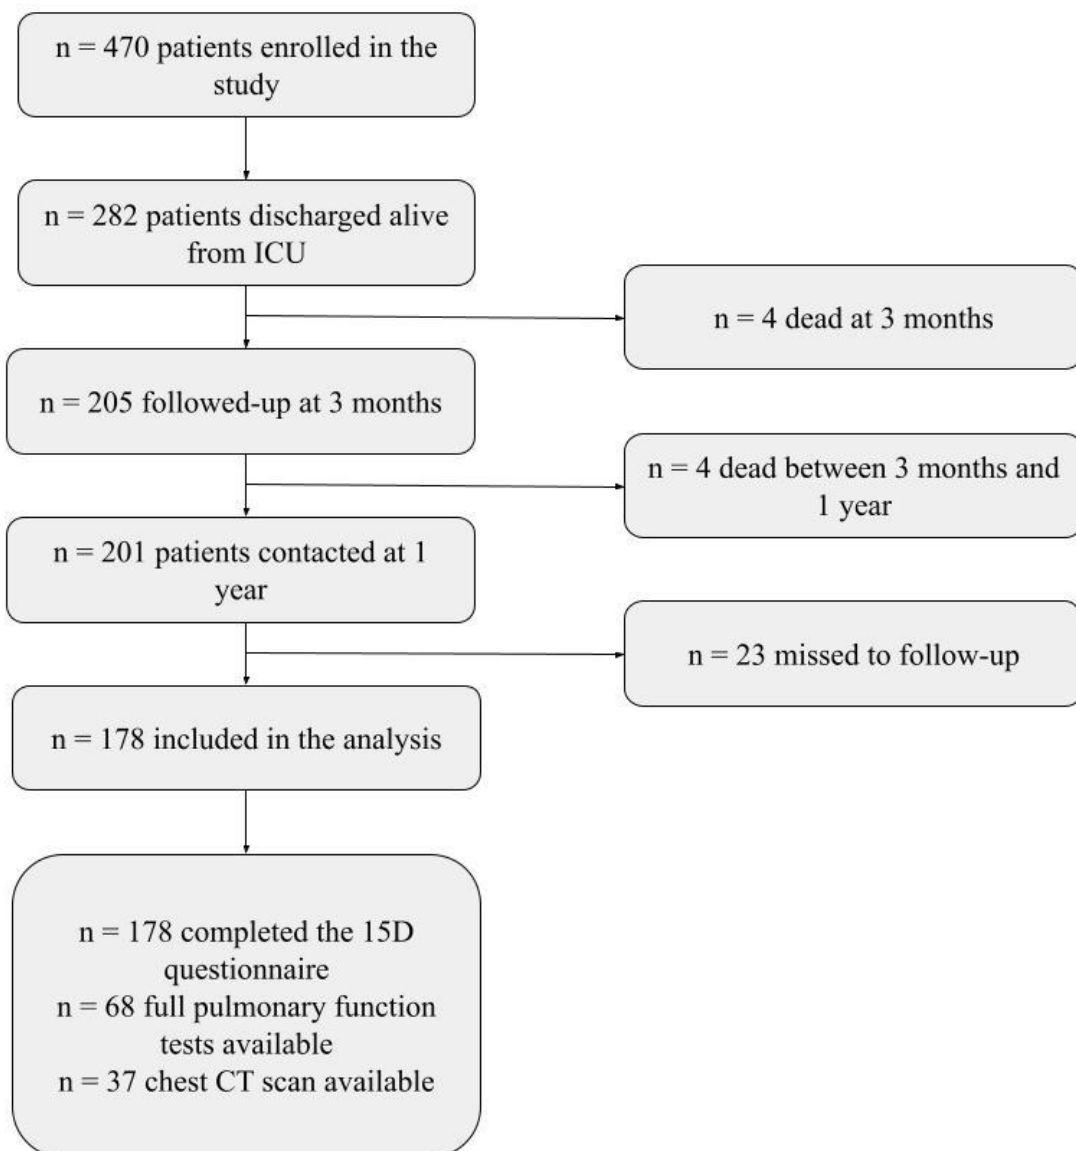 n = 470 patients enrolled in the
study
n = 282 patients discharged alive
from ICU
n = 4 dead at 3 months
n = 205 followed-up at 3 months
n = 4 dead between 3 months and
1 year
n = 201 patients contacted at 1
year
n = 23 missed to follow-up
n = 178 included in the analysis
n = 178 completed the 15D
questionnaire
n = 68 full pulmonary function
tests available
n = 37 chest CT scan available